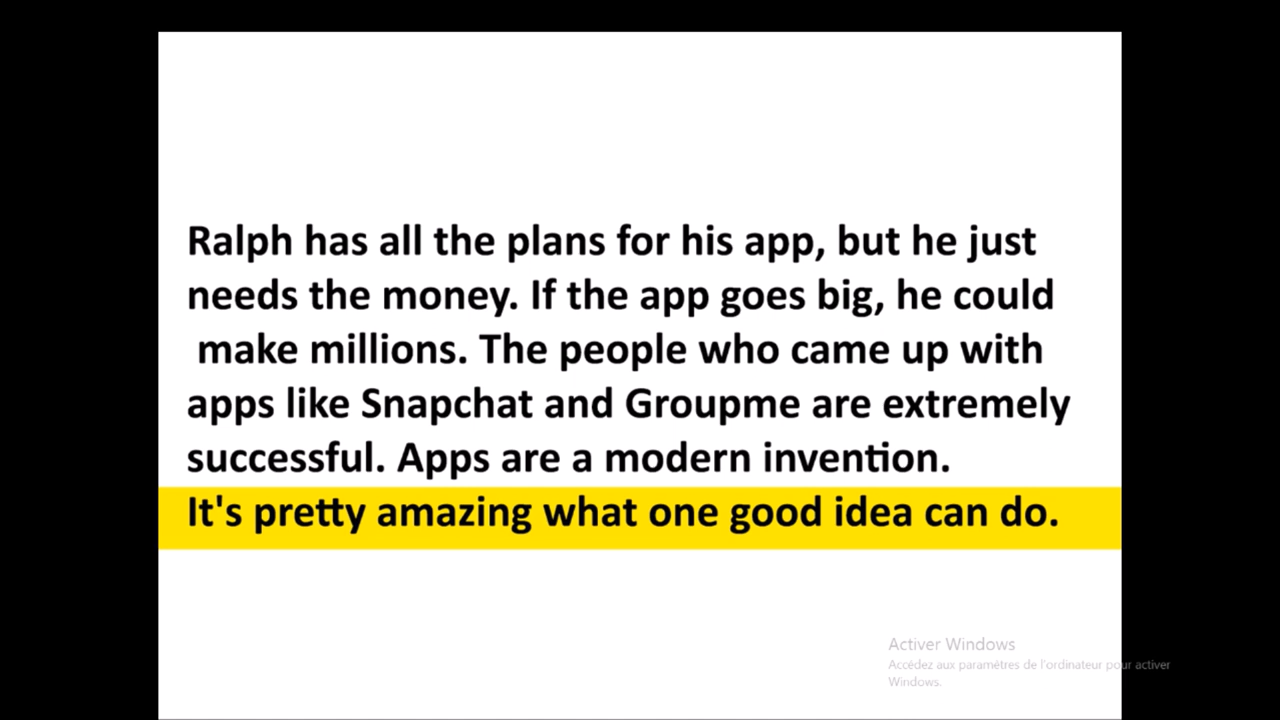 Ralph has all the plans for his app, but he just
needs the money. If the app goes big, he could
make millions. The people who came up with
apps like Snapchat and Groupme are extremely
successful. Apps are a modern invention.
It's pretty amazing what one good idea can do.
Activer Windows
Accédez aux paramètres de l'ordinateur pour activer
Windows.